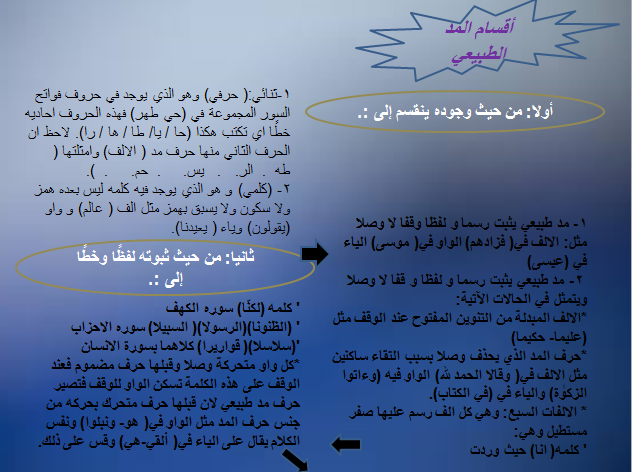 أقسام المد
الطبيعي
أولا: من حيث وجوده ينقسم إلى :.
١-ثنائي:( حرفي) وهو الذي يوجد في حروف فواتح
السور المجموعة في (حي طهر) فهذه الحروف احاديه
خطًا اي تكتب هكذا (حا / يا/ طا / ها / را). لاحظ ان
الحرف الثاني منها حرف مد ( الالف) وامثلتها (
طه . الر. . يس. . حم. . ).
٢- (كلمي) و هو الذي يوجد فيه كلمه ليس بعده همز
ولا سكون ولا يسبق بهمز مثل الف ( عالم) و واو
(يقولون) وياء ( يعيدنا).
ثانيا: من حيث ثبوته لفظًا وخطًا
إلى :.
١- مد طبيعي يثبت رسما و لفظا وقفا لا وصلا
مثل: الالف في( فزادهم) الواو في( موسى) الياء
في (عيسى)
٢- مد طبيعي يثبت رسما و لفظا و قفا لا وصلا
ويتمثل في الحالات الآتية:
*الالف المبدلة من التنوين المفتوح عند الوقف مثل
(عليما- حكيما)
*حرف المد الذي يحذف وصلا بسبب التقاء ساكنين
مثل الالف في( وقالا الحمد لله) الواو فيه (وءاتوا
الزكوٰة) والياء في (في الكتاب).
* الالفات السبع: وهي كل الف رسم عليها صفر
مستطيل وهي:
' كلمه( انا) حيث وردت
' كلمه (لكنًا) سوره الكهف
' (الظنونا)(الرسولا)( السبيلا) سوره الاحزاب
'(سلاسلا)( قواريرا) كلاهما بسورة الانسان
*كل واو متحركة وصلا وقبلها حرف مضموم فعند
الوقف على هذه الكلمة تسكن الواو للوقف فتصير
حرف مد طبيعي لان قبلها حرف متحرك بحركه من
جنس حرف المد مثل الواو في( هو- ونبلوا) ونفس
الكلام يقال على الياء في( ألقي-هي) وقس على ذلك.